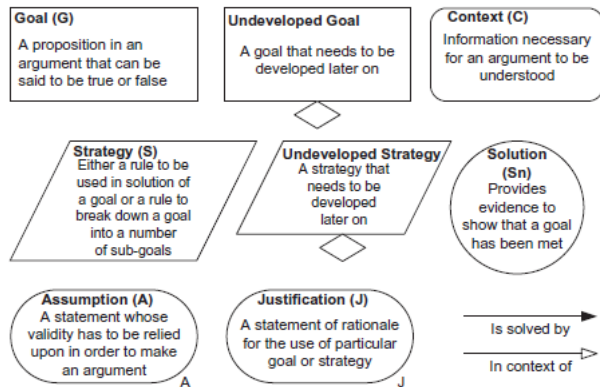 Goal (G)
A proposition in an
argument that can be
said to be true or false
Undeveloped Goal
A goal that needs to be
developed later on
Context (C)
Information necessary
for an argument to be
understood
Strategy (S)
Either a rule to be
used in solution of
a goal or a rule to
break down a goal
into a number
of sub-goals
Undeveloped Strategy
A strategy that
needs to be
developed
later on
Solution
(Sn)
Provides
evidence to
show that a goal
has been met
Assumption (A)
A statement whose
validity has to be relied
upon in order to make
an argument
A
Justification (J)
A statement of rationale
for the use of particular
goal or strategy
J
Is solved by
In context of